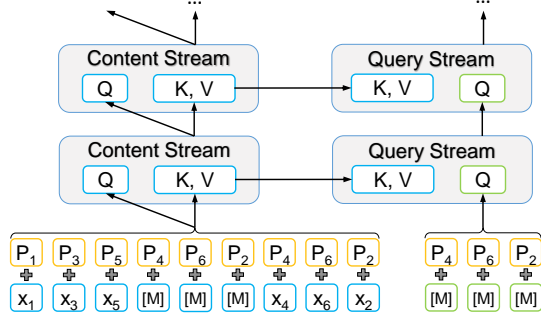 ... ...
Content Stream Query Stream
Q K, V K, V Q
Content Stream Query Stream
Q K, V K, V Q
P1 P3 P5 P4 P6 P2 P4 P6 P2 P4 P6 P2
x1 x3 x5 [M] [M] [M] x4 x6 x2 [M] [M] [M]